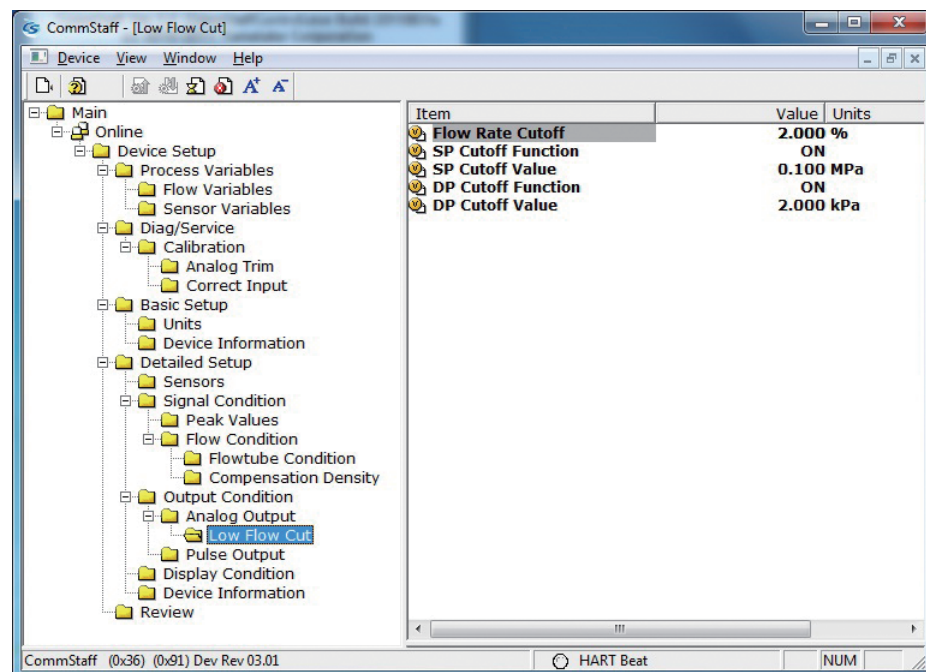 CommStaff - [Low Flow Cut]
Device View Window Help
Main
Online
Device Setup
Process Variables
Flow Variables
Sensor Variables
Diag/Service
Calibration
Analog Trim
Correct Input
Basic Setup
Units
Device Information
Detailed Setup
Sensors
Signal Condition
Peak Values
Flow Condition
Flowtube Condition
Compensation Density
Output Condition
Analog Output
Low Flow Cut
Pulse Output
Display Condition
Device Information
Review
Item Value Units
Flow Rate Cutoff 2.000 %
SP Cutoff Function ON
SP Cutoff Value 0.100 MPa
DP Cutoff Function ON
DP Cutoff Value 2.000 kPa
CommStaff (0x36) (0x91) Dev Rev 03.01 HART Beat NUM